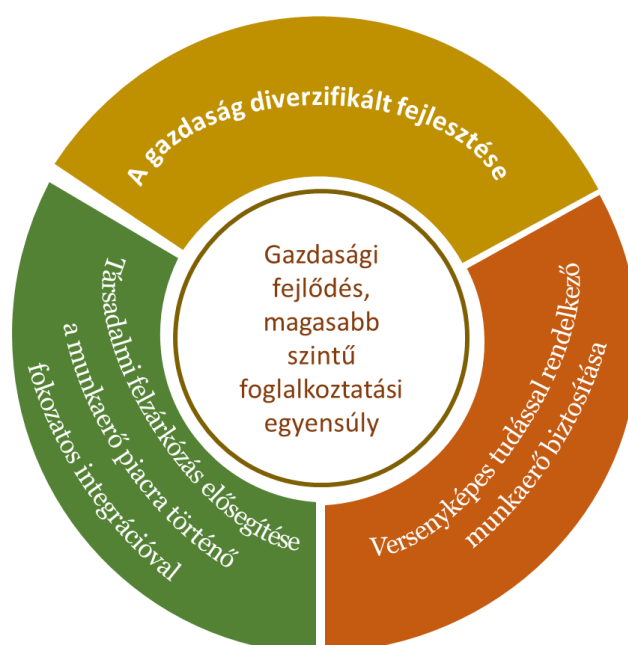 A gazdaság diverzifikált fejlesztése
Gazdasági
fejlődés,
magasabb
szintű
foglalkoztatási
egyensúly
Társadalmi felzárkózás elősegítése
a munkaerő piacra történő
fokozatos integrációval
Versenyképes tudással rendelkező
munkaerő biztosítása